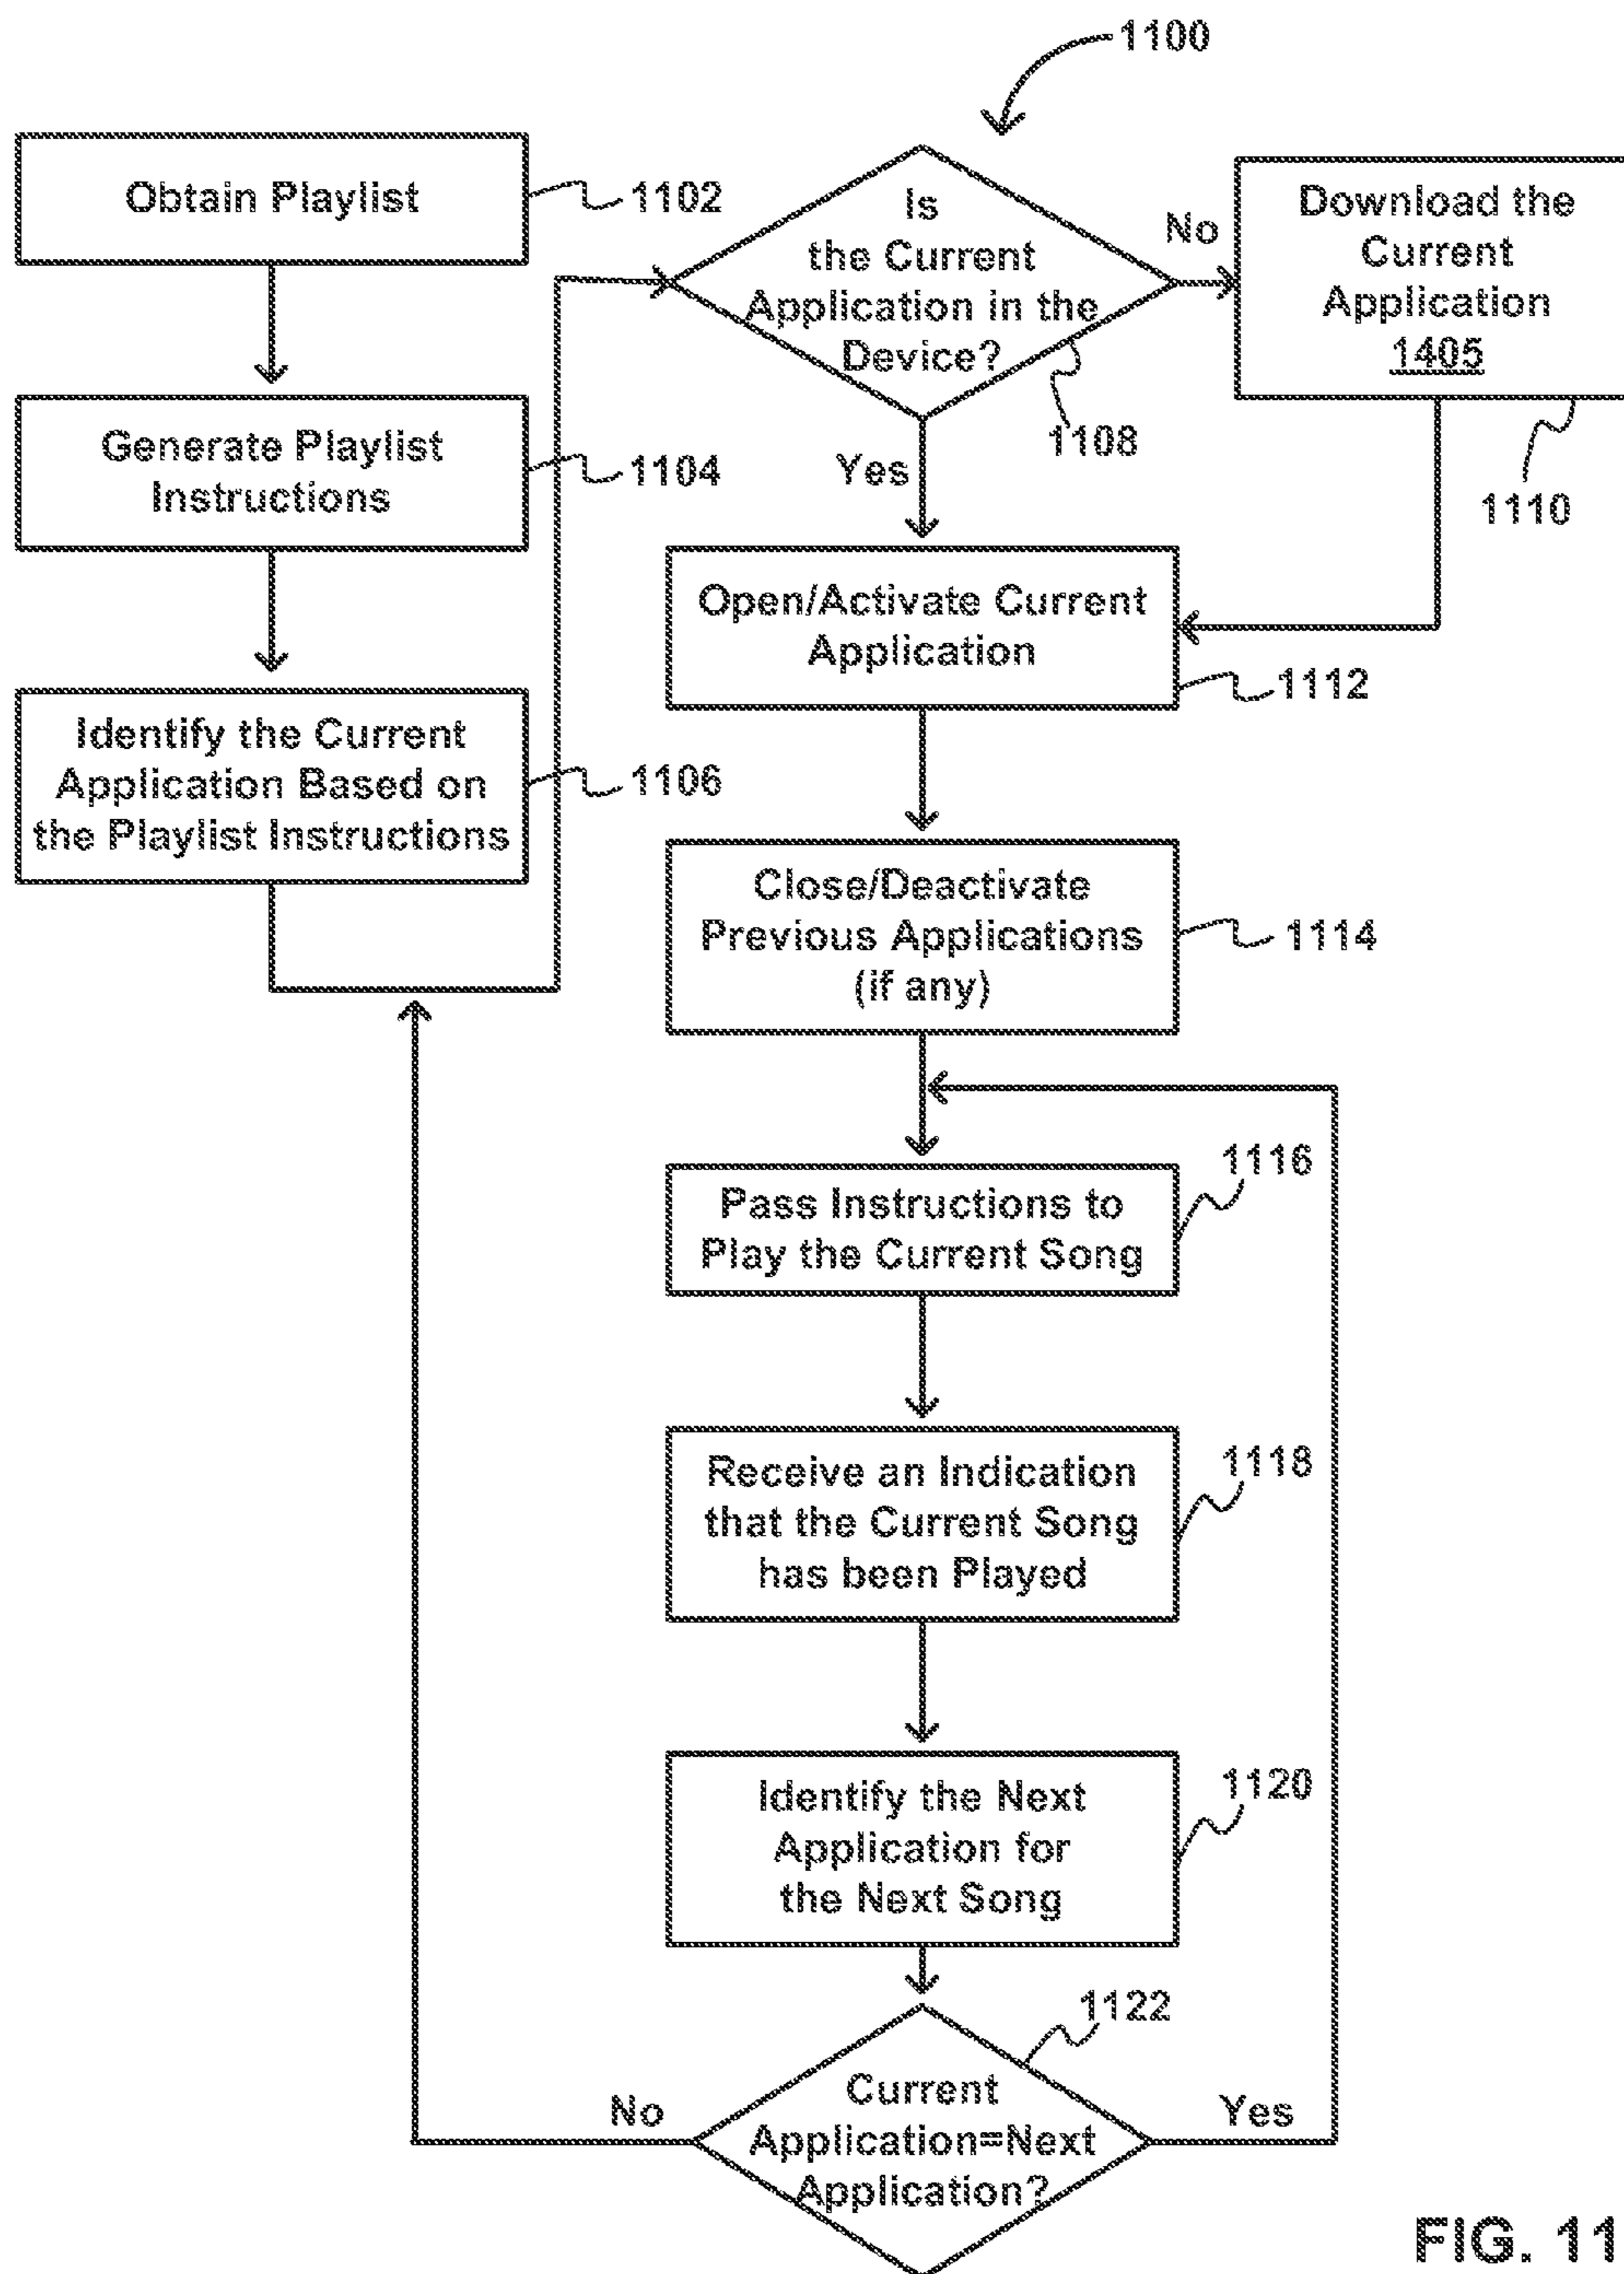 1100
Obtain Playlist
1102
Generate Playlist
Instructions
1104
Identify the Current
Application Based on
the Playlist Instructions
1106
Is
the Current
Application in the
Device?
1108
No
Yes
Download the
Current
Application
1405
1110
Open/Activate Current
Application
1112
Close/Deactivate
Previous Applications
(if any)
1114
Pass Instructions to
Play the Current Song
1116
Receive an Indication
that the Current Song
has been Played
1118
Identify the Next
Application for
the Next Song
1120
Current
Application=Next
Application?
1122
No
Yes
FIG. 11